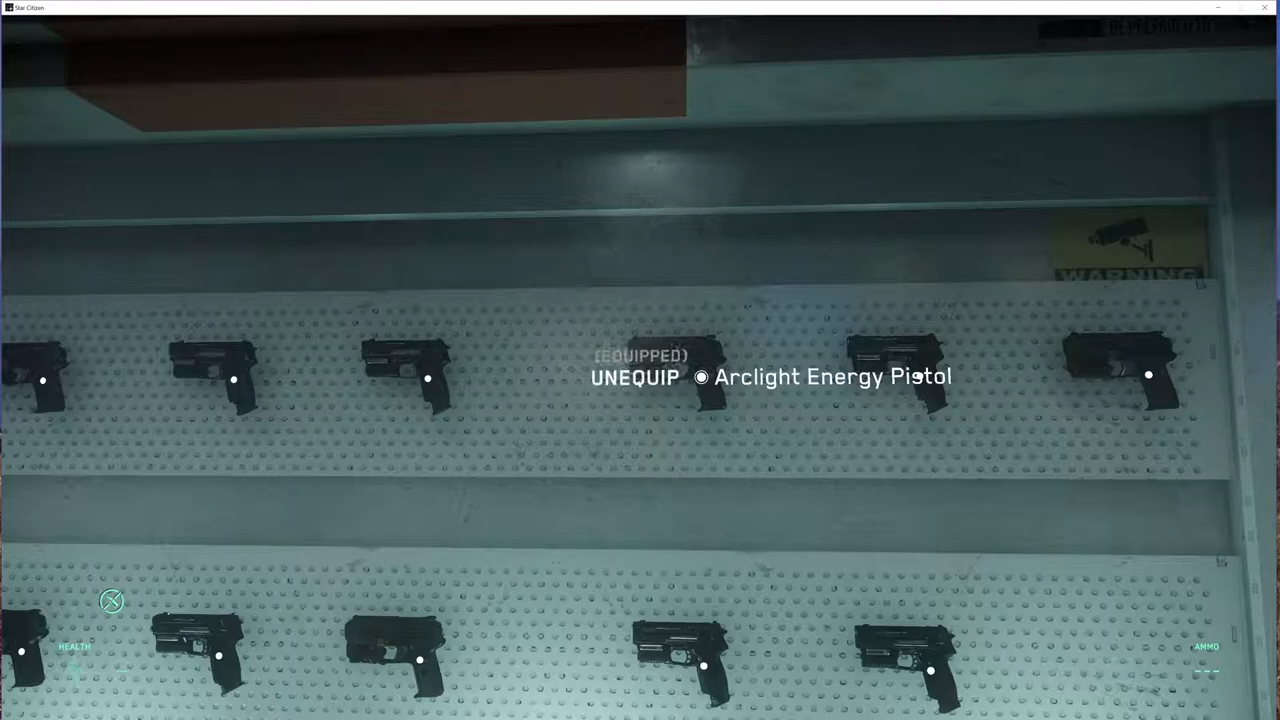 Star Citizen
WARNING
(EQUIPPED)
UNEQUIP Arclight Energy Pistol
HEALTH
AMMO
---